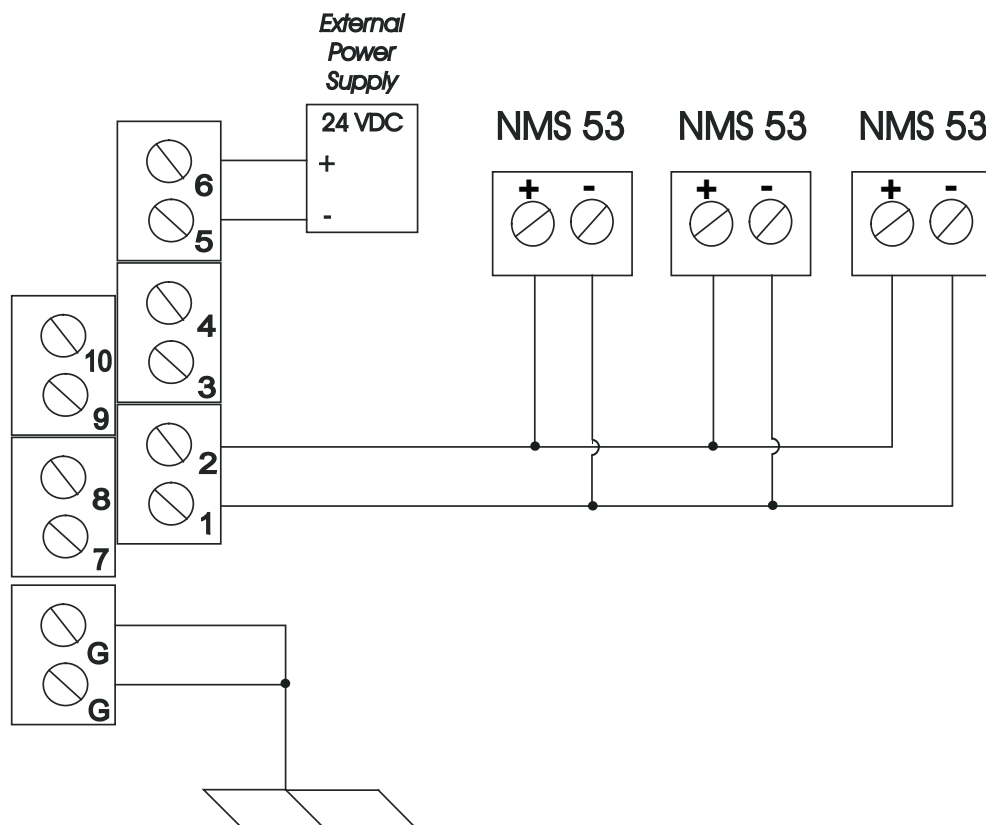 External
Power
Supply
24 VDC
+
-
NMS 53 NMS 53 NMS 53
+ - + - + -
6
5
4
3
2
1
10
9
8
7
G
G